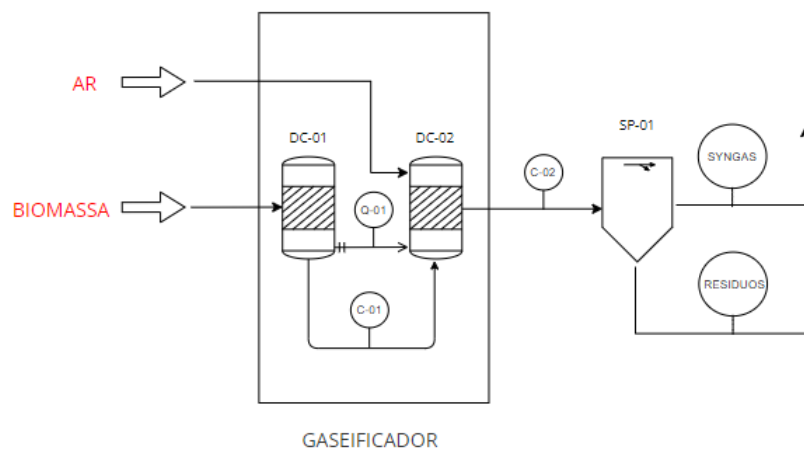 AR
DC-01
DC-02
SP-01
SYNGAS
C-02
BIOMASSA
Q-01
RESIDUOS
C-01
GASEIFICADOR